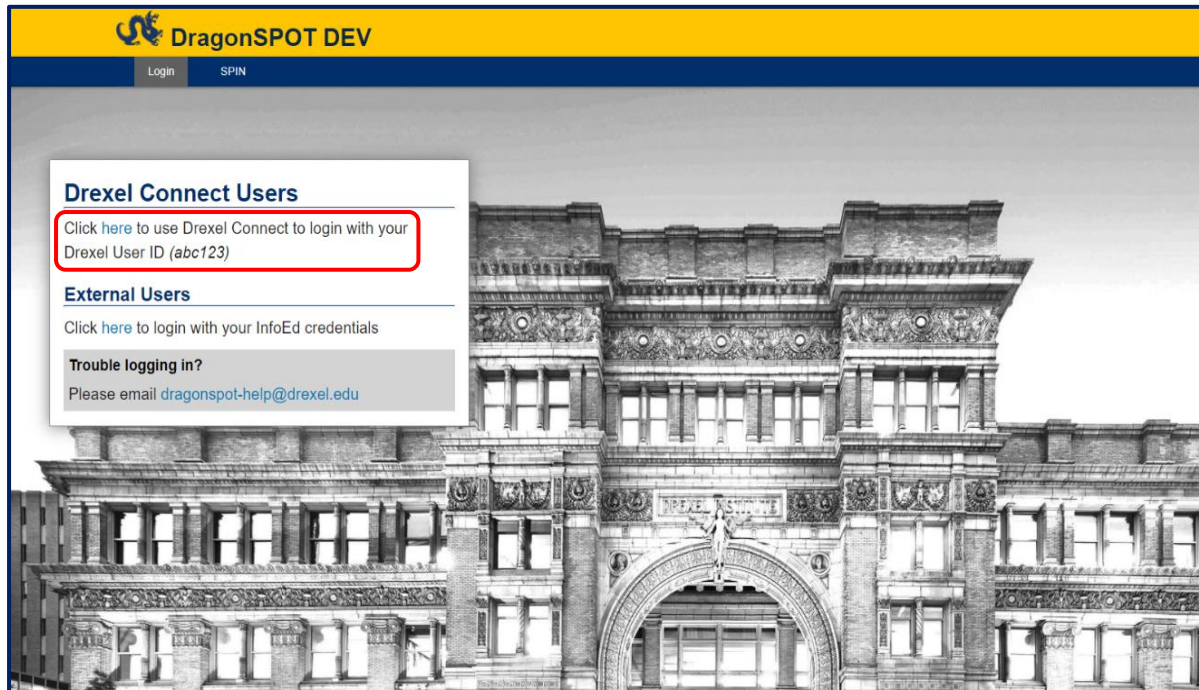 DragonSPOT DEV
Login SPIN
Drexel Connect Users
Click here to use Drexel Connect to login with your
Drexel User ID (abc123)
External Users
Click here to login with your InfoEd credentials
Trouble logging in?
Please email dragonspot-help@drexel.edu
DREXEL INSTITUTE